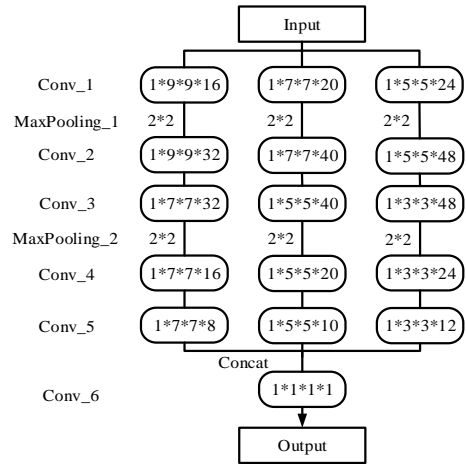 Input
Conv_1 1*9*9*16 1*7*7*20 1*5*5*24
MaxPooling_1 2*2 2*2 2*2
Conv_2 1*9*9*32 1*7*7*40 1*5*5*48
Conv_3 1*7*7*32 1*5*5*40 1*3*3*48
MaxPooling_2 2*2 2*2 2*2
Conv_4 1*7*7*16 1*5*5*20 1*3*3*24
Conv_5 1*7*7*8 1*5*5*10 1*3*3*12
Concat
Conv_6 1*1*1*1
Output